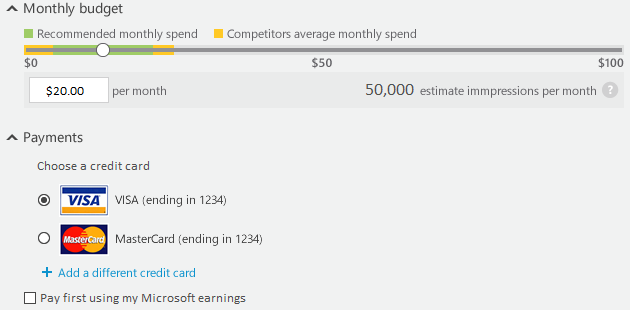 Monthly budget
Recommended monthly spend Competitors average monthly spend
$0 $50 $100
$20.00 per month 50,000 estimate immpressions per month ?
Payments
Choose a credit card
VISA VISA (ending in 1234)
MasterCard MasterCard (ending in 1234)
+ Add a different credit card
Pay first using my Microsoft earnings